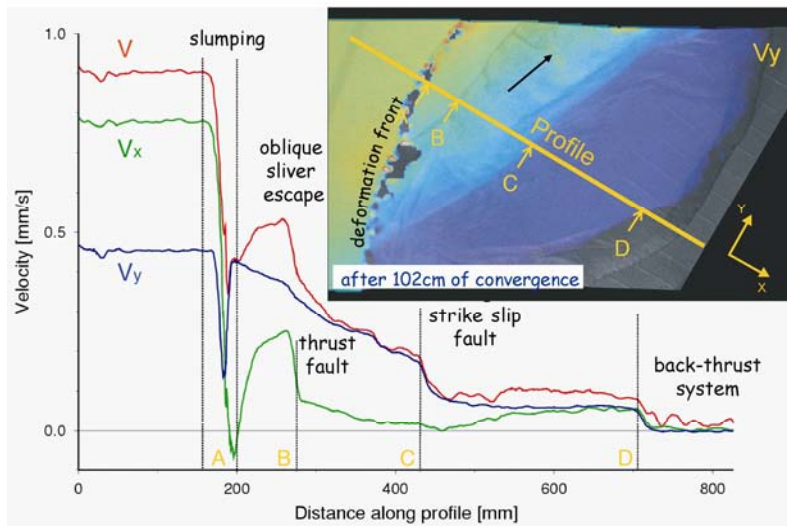 1.0
0.5
0.0
Velocity [mm/s]
0
200
400
600
800
Distance along profile [mm]
V
Vx
Vy
slumping
oblique
sliver
escape
thrust
fault
strike slip
fault
back-thrust
system
A
B
C
D
deformation front
B
Profile
C
D
Vy
Y
X
after 102cm of convergence